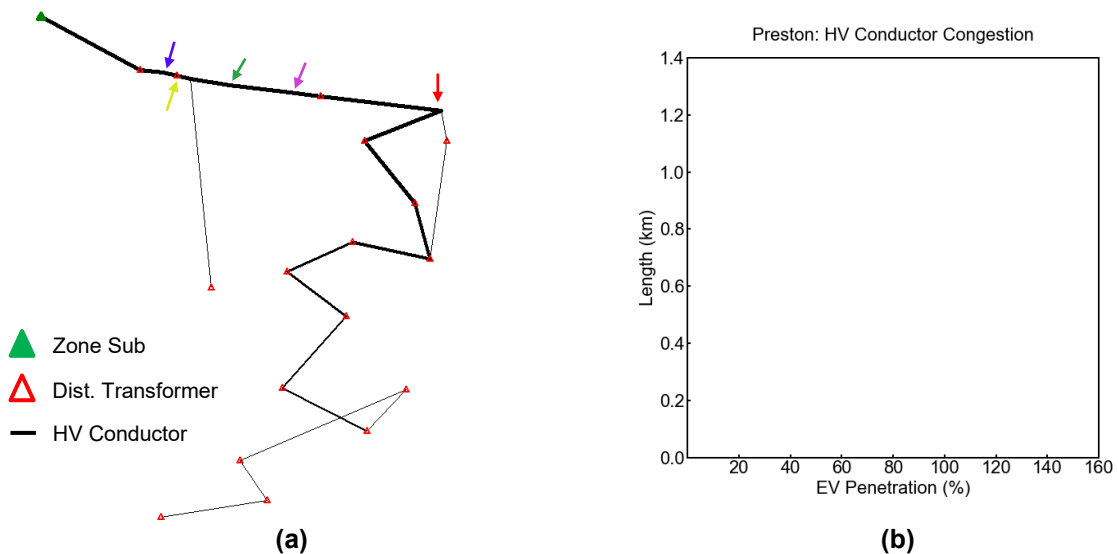 Zone Sub
Dist. Transformer
HV Conductor
(a)
Preston: HV Conductor Congestion
1.4
1.2
1.0
0.8
0.6
0.4
0.2
0.0
Length (km)
20 40 60 80 100 120 140 160
EV Penetration (%)
(b)